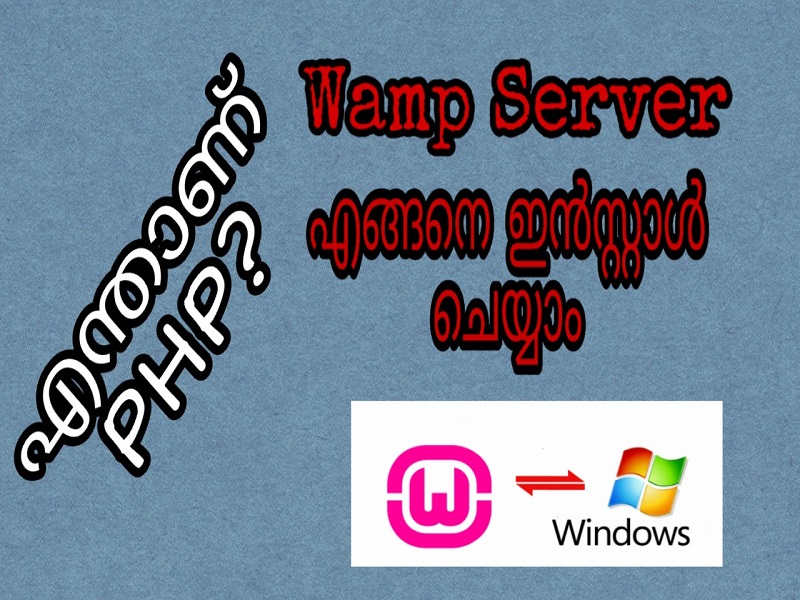 എന്താണ്
PHP?
Wamp Server
എങ്ങനെ ഇൻസ്റ്റാൾ
ചെയ്യാം
W
Windows